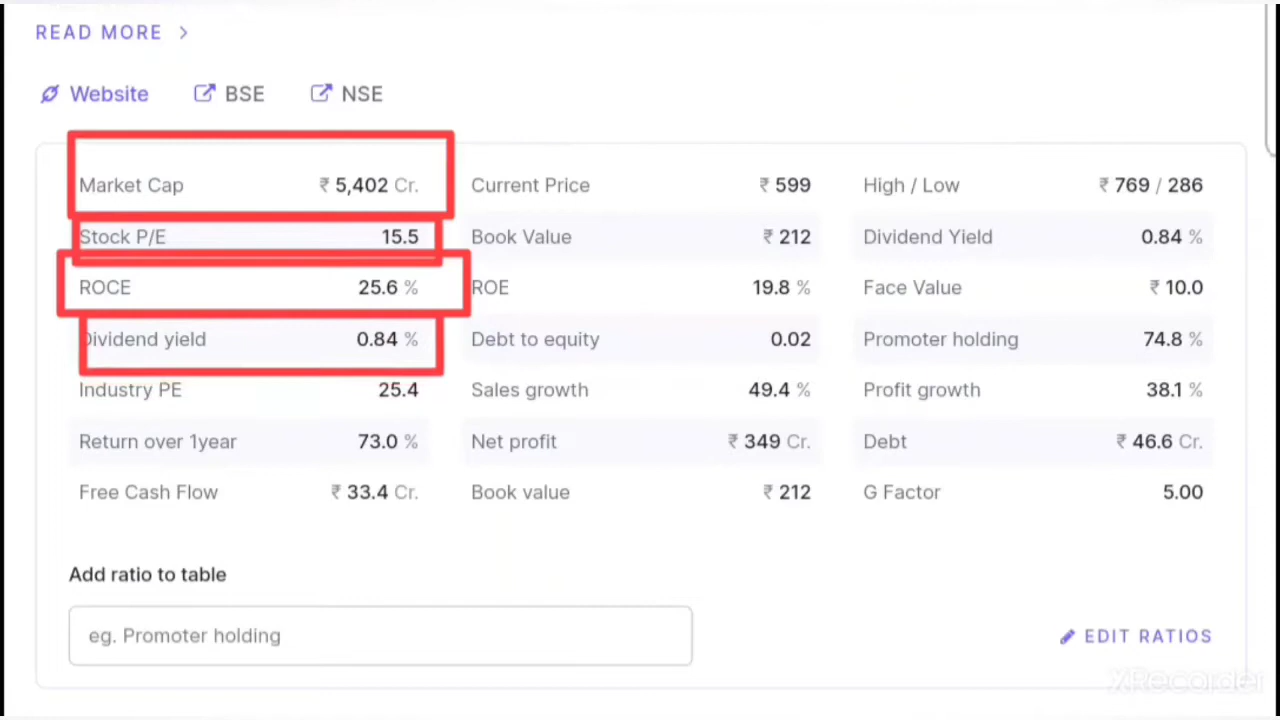 READ MORE >
Website BSE NSE
Market Cap ₹ 5,402 Cr. Current Price ₹ 599 High / Low ₹ 769 / 286
Stock P/E 15.5 Book Value ₹ 212 Dividend Yield 0.84 %
ROCE 25.6 % ROE 19.8 % Face Value ₹ 10.0
Dividend yield 0.84 % Debt to equity 0.02 Promoter holding 74.8 %
Industry PE 25.4 Sales growth 49.4 % Profit growth 38.1 %
Return over 1year 73.0 % Net profit ₹ 349 Cr. Debt ₹ 46.6 Cr.
Free Cash Flow ₹ 33.4 Cr. Book value ₹ 212 G Factor 5.00
Add ratio to table
eg. Promoter holding EDIT RATIOS
XRecorder